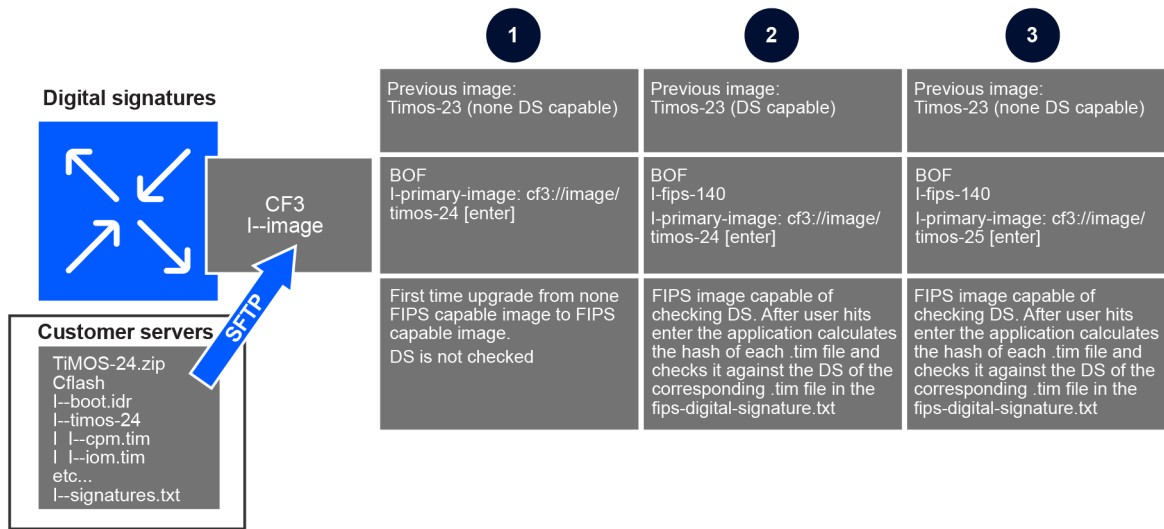 1
2
3
Digital signatures
CF3
I--image
SFTP
Customer servers
TiMOS-24.zip
Cflash
I--boot.idr
I--timos-24
I  I--cpm.tim
I  I--iom.tim
etc...
I--signatures.txt
Previous image:
Timos-23 (none DS capable)
BOF
I-primary-image: cf3://image/
timos-24 [enter]
First time upgrade from none
FIPS capable image to FIPS
capable image.
DS is not checked
Previous image:
Timos-23 (DS capable)
BOF
I-fips-140
I-primary-image: cf3://image/
timos-24 [enter]
FIPS image capable of
checking DS. After user hits
enter the application calculates
the hash of each .tim file and
checks it against the DS of the
corresponding .tim file in the
fips-digital-signature.txt
Previous image:
Timos-23 (none DS capable)
BOF
I-fips-140
I-primary-image: cf3://image/
timos-25 [enter]
FIPS image capable of
checking DS. After user hits
enter the application calculates
the hash of each .tim file and
checks it against the DS of the
corresponding .tim file in the
fips-digital-signature.txt